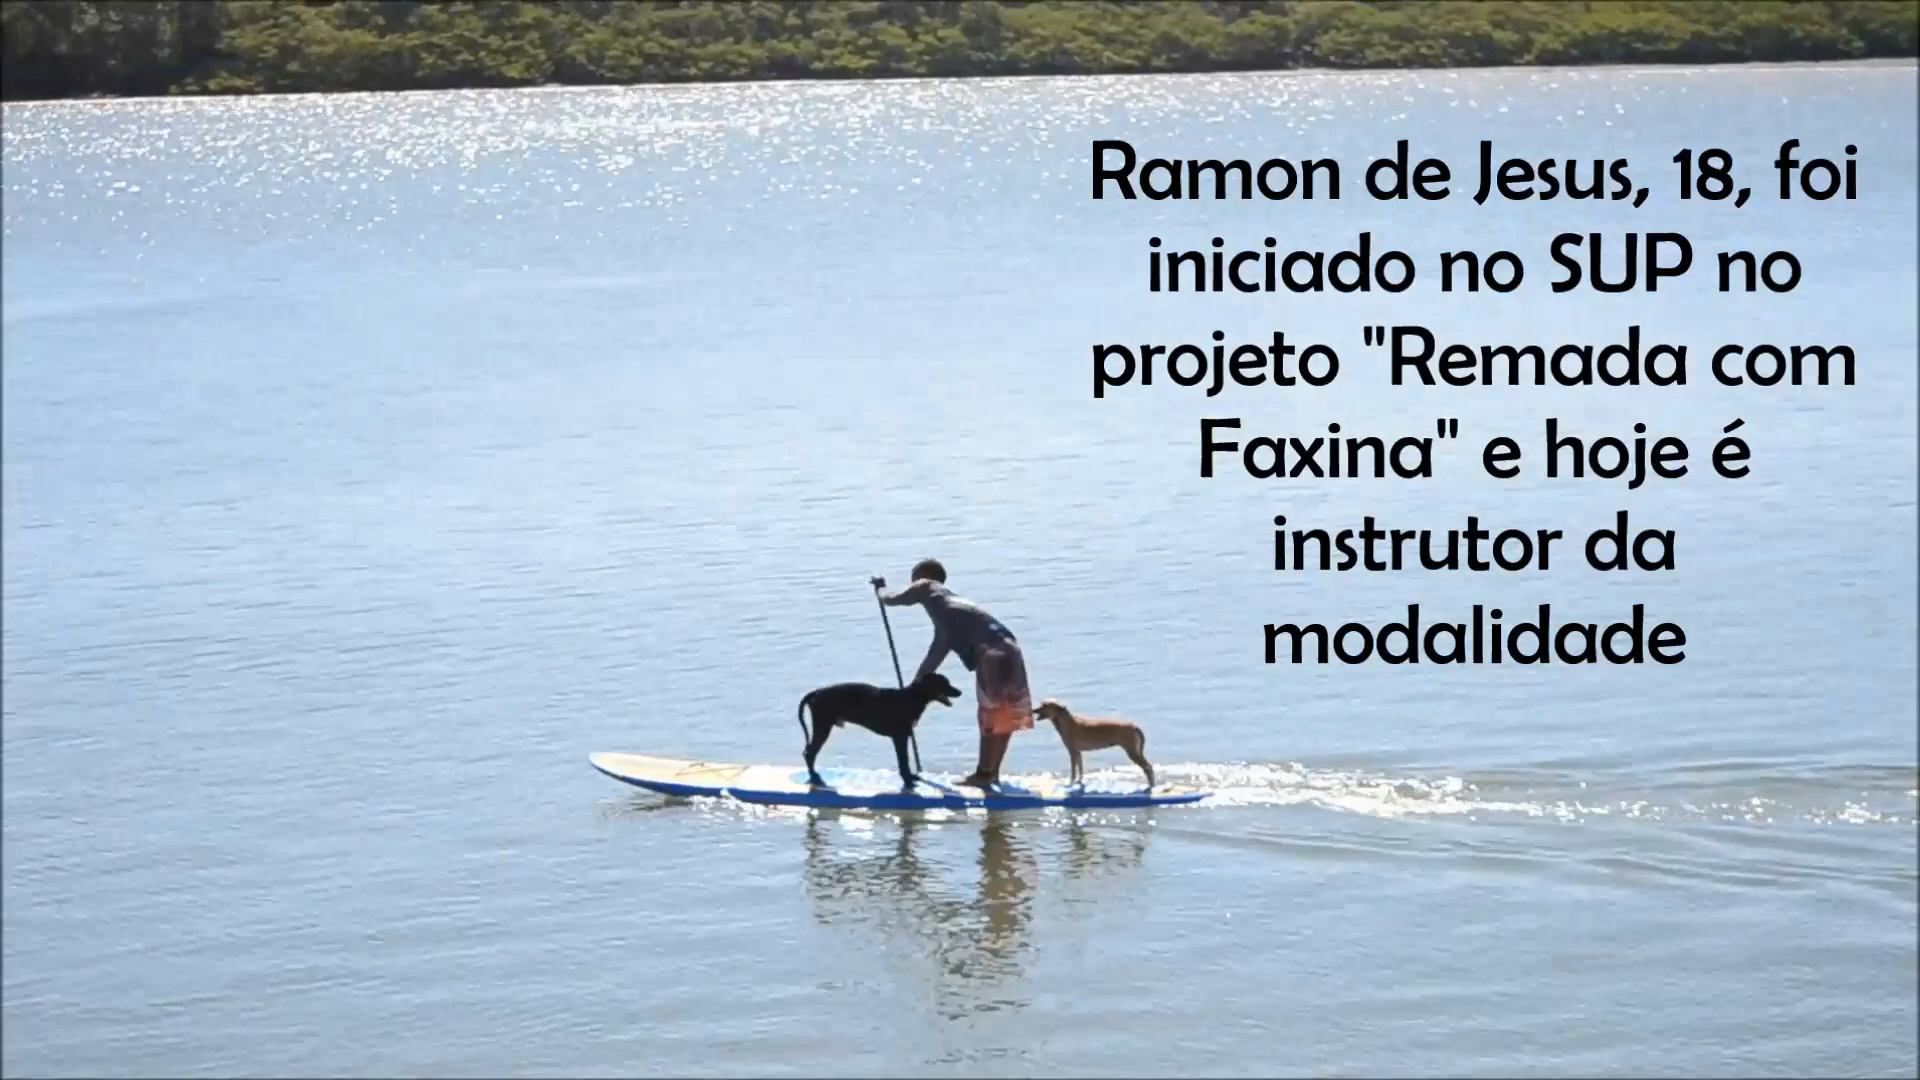 Ramon de Jesus, 18, foi
iniciado no SUP no
projeto "Remada com
Faxina" e hoje é
instrutor da
modalidade